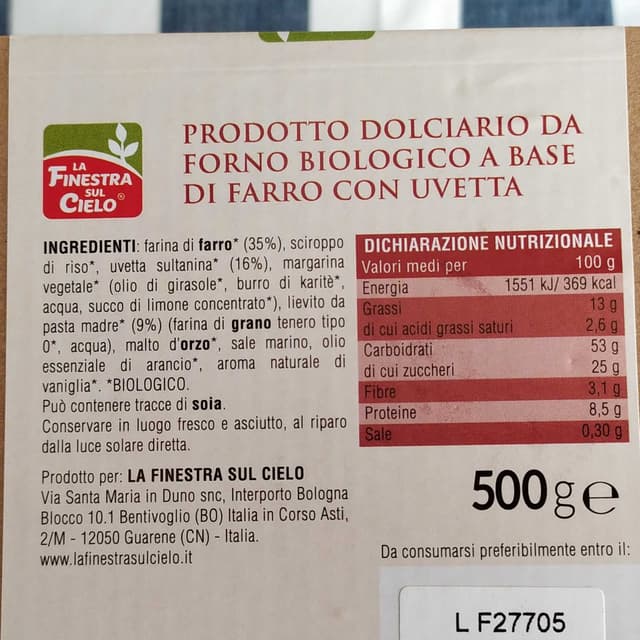 LA
FINESTRA
SUL
CIELO®
PRODOTTO DOLCIARIO DA
FORNO BIOLOGICO A BASE
DI FARRO CON UVETTA
INGREDIENTI: farina di farro* (35%), sciroppo
di riso*, uvetta sultanina* (16%), margarina
vegetale* (olio di girasole*, burro di karitè*,
acqua, succo di limone concentrato*), lievito da
pasta madre* (9%) (farina di grano tenero tipo
0*, acqua), malto d'orzo*, sale marino, olio
essenziale di arancio*, aroma naturale di
vaniglia*. *BIOLOGICO.
Può contenere tracce di soia.
Conservare in luogo fresco e asciutto, al riparo
dalla luce solare diretta.
Prodotto per: LA FINESTRA SUL CIELO
Via Santa Maria in Duno snc, Interporto Bologna
Blocco 10.1 Bentivoglio (BO) Italia in Corso Asti,
2/M - 12050 Guarene (CN) - Italia.
www.lafinestrasulcielo.it
DICHIARAZIONE NUTRIZIONALE
Valori medi per 100 g
Energia 1551 kJ/ 369 kcal
Grassi 13 g
di cui acidi grassi saturi 2,6 g
Carboidrati 53 g
di cui zuccheri 25 g
Fibre 3,1 g
Proteine 8,5 g
Sale 0,30 g
500g e
Da consumarsi preferibilmente entro il:
L F27705